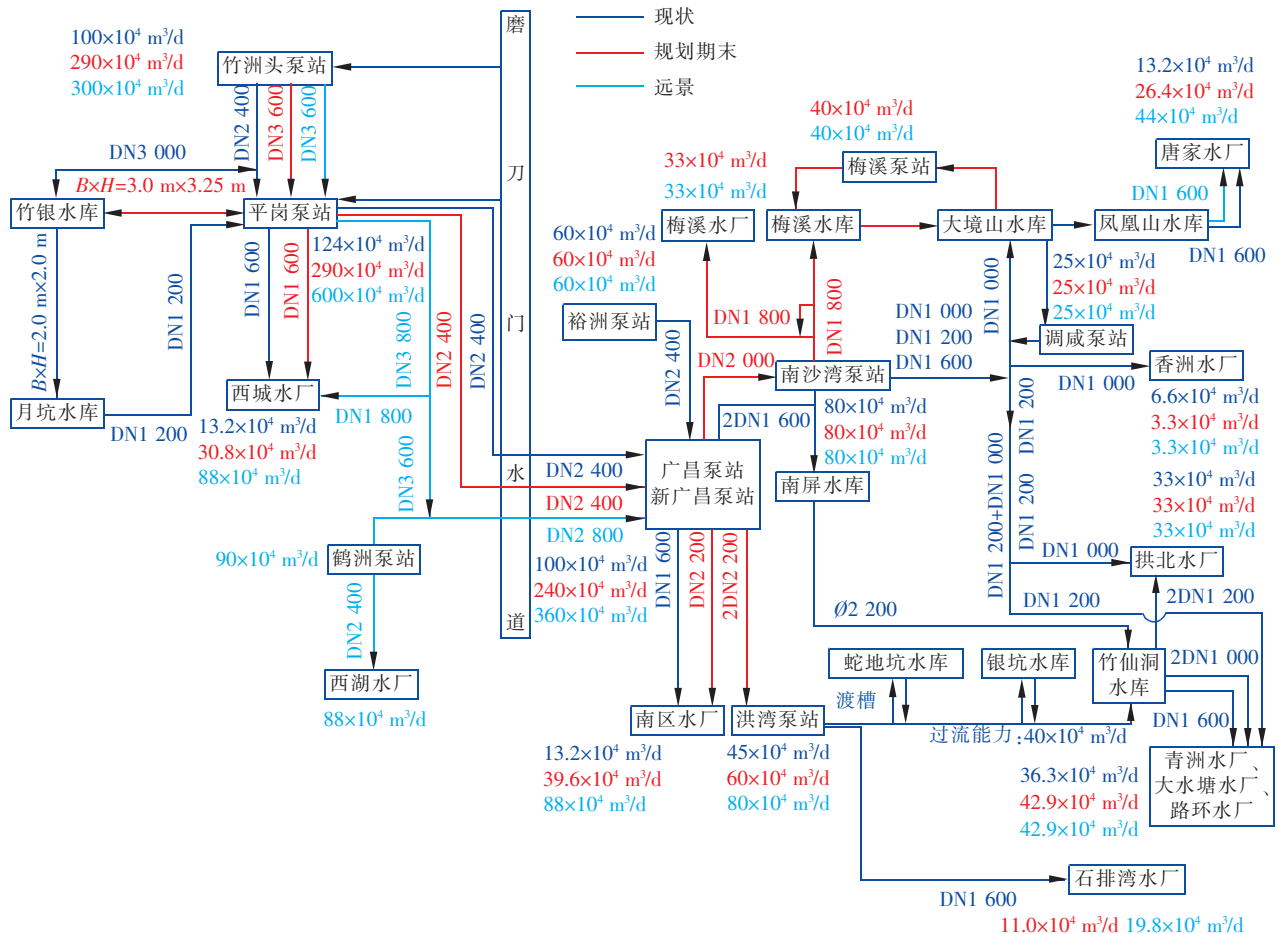 现状
规划期末
远景
磨
刀
门
水
道
100×10⁴ m³/d
290×10⁴ m³/d
300×10⁴ m³/d
竹洲头泵站
DN2 400
DN3 600
DN3 600
DN3 000
B×H=3.0 m×3.25 m
竹银水库
平岗泵站
124×10⁴ m³/d
290×10⁴ m³/d
600×10⁴ m³/d
B×H=2.0 m×2.0 m
DN1 200
DN1 600
DN1 600
DN3 800
DN2 400
DN2 400
月坑水库
DN1 200
西城水厂
13.2×10⁴ m³/d
30.8×10⁴ m³/d
88×10⁴ m³/d
DN1 800
DN3 600
DN2 400
DN2 400
DN2 800
90×10⁴ m³/d
鹤洲泵站
DN2 400
西湖水厂
88×10⁴ m³/d
60×10⁴ m³/d
60×10⁴ m³/d
60×10⁴ m³/d
裕洲泵站
DN2 400
33×10⁴ m³/d
33×10⁴ m³/d
梅溪水厂
40×10⁴ m³/d
40×10⁴ m³/d
梅溪泵站
梅溪水库
大境山水库
凤凰山水库
13.2×10⁴ m³/d
26.4×10⁴ m³/d
44×10⁴ m³/d
唐家水厂
DN1 600
DN1 600
DN1 800
DN1 800
DN2 000
南沙湾泵站
DN1 000
DN1 200
DN1 600
DN1 000
25×10⁴ m³/d
25×10⁴ m³/d
25×10⁴ m³/d
调咸泵站
香洲水厂
DN1 000
6.6×10⁴ m³/d
3.3×10⁴ m³/d
3.3×10⁴ m³/d
2DN1 600
80×10⁴ m³/d
80×10⁴ m³/d
80×10⁴ m³/d
广昌泵站
新广昌泵站
南屏水库
DN1 200
DN1 200
DN1 200+DN1 000
33×10⁴ m³/d
33×10⁴ m³/d
33×10⁴ m³/d
DN1 000
拱北水厂
100×10⁴ m³/d
240×10⁴ m³/d
360×10⁴ m³/d
DN1 600
DN2 200
2DN2 200
Ø2 200
DN1 200
2DN1 200
蛇地坑水库
银坑水库
竹仙洞
水库
2DN1 000
DN1 600
渡槽
过流能力:40×10⁴ m³/d
南区水厂
洪湾泵站
13.2×10⁴ m³/d
39.6×10⁴ m³/d
88×10⁴ m³/d
45×10⁴ m³/d
60×10⁴ m³/d
80×10⁴ m³/d
36.3×10⁴ m³/d
42.9×10⁴ m³/d
42.9×10⁴ m³/d
青洲水厂、
大水塘水厂、
路环水厂
石排湾水厂
DN1 600
11.0×10⁴ m³/d 19.8×10⁴ m³/d